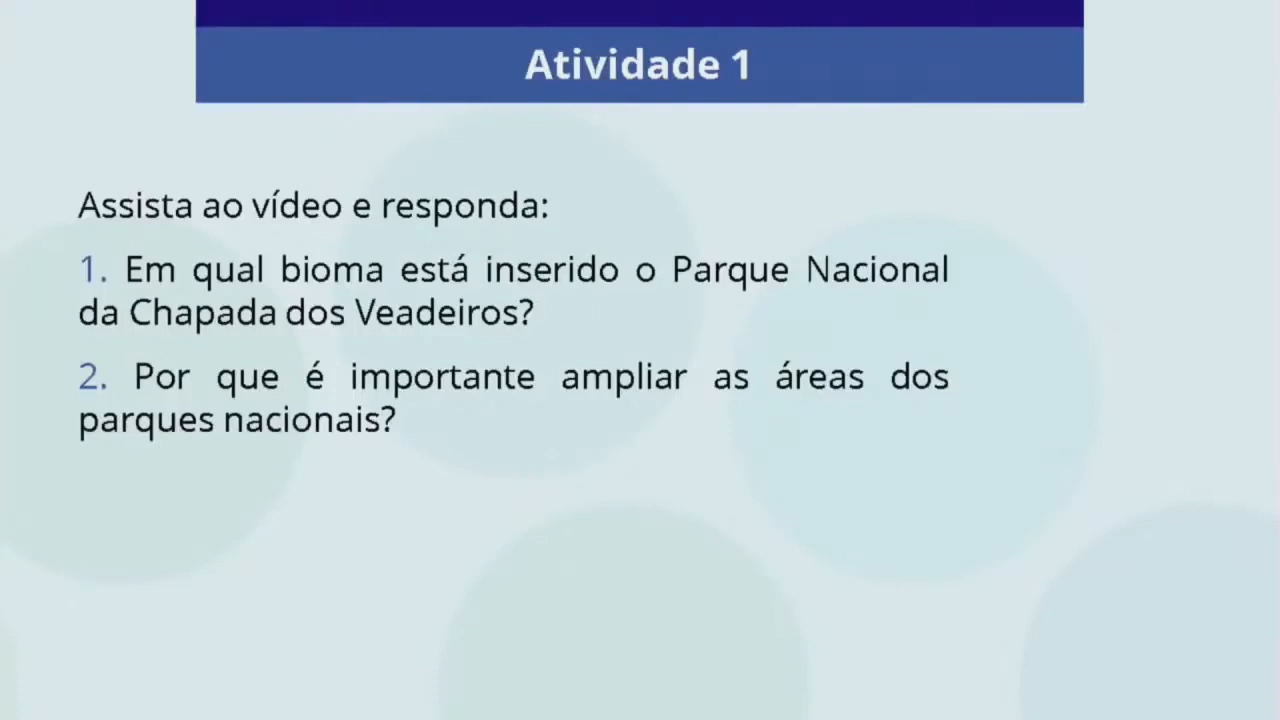 Atividade 1
Assista ao vídeo e responda:
1. Em qual bioma está inserido o Parque Nacional
da Chapada dos Veadeiros?
2. Por que é importante ampliar as áreas dos
parques nacionais?